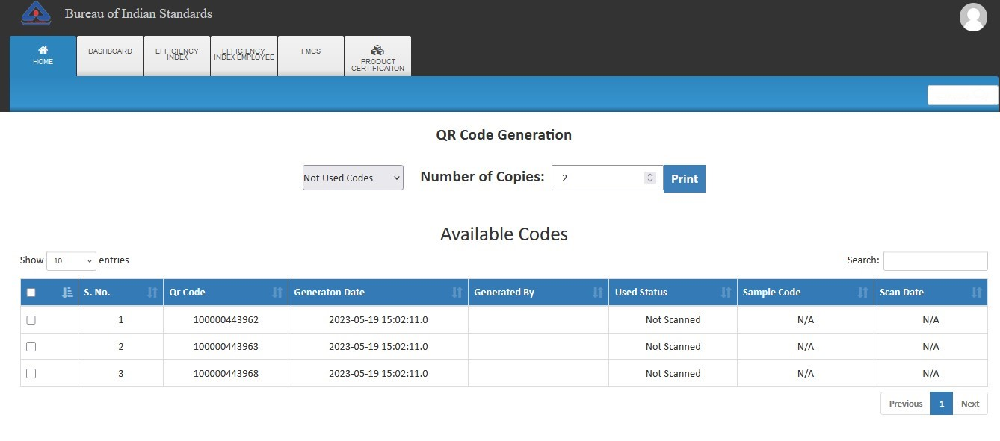 Bureau of Indian Standards
HOME
DASHBOARD
EFFICIENCY
INDEX
EFFICIENCY
INDEX EMPLOYEE
FMCS
PRODUCT
CERTIFICATION
QR Code Generation
Not Used Codes Number of Copies: 2 Print
Available Codes
Show 10 entries Search:
S. No. Qr Code Generaton Date Generated By Used Status Sample Code Scan Date
1 100000443962 2023-05-19 15:02:11.0 Not Scanned N/A N/A
2 100000443963 2023-05-19 15:02:11.0 Not Scanned N/A N/A
3 100000443968 2023-05-19 15:02:11.0 Not Scanned N/A N/A
Previous 1 Next